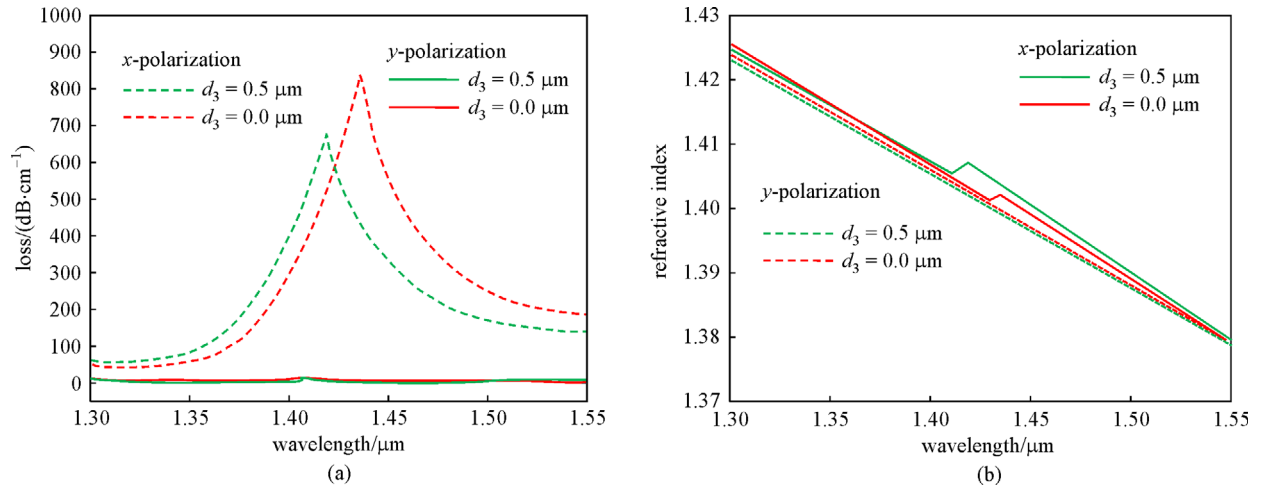 1000
900
800
700
600
500
400
300
200
100
0
loss/(dB·cm⁻¹)
x-polarization
d₃ = 0.5 μm
d₃ = 0.0 μm
y-polarization
d₃ = 0.5 μm
d₃ = 0.0 μm
1.30 1.35 1.40 1.45 1.50 1.55
wavelength/μm
(a)
1.43
1.42
1.41
1.40
1.39
1.38
1.37
refractive index
x-polarization
d₃ = 0.5 μm
d₃ = 0.0 μm
y-polarization
d₃ = 0.5 μm
d₃ = 0.0 μm
1.30 1.35 1.40 1.45 1.50 1.55
wavelength/μm
(b)